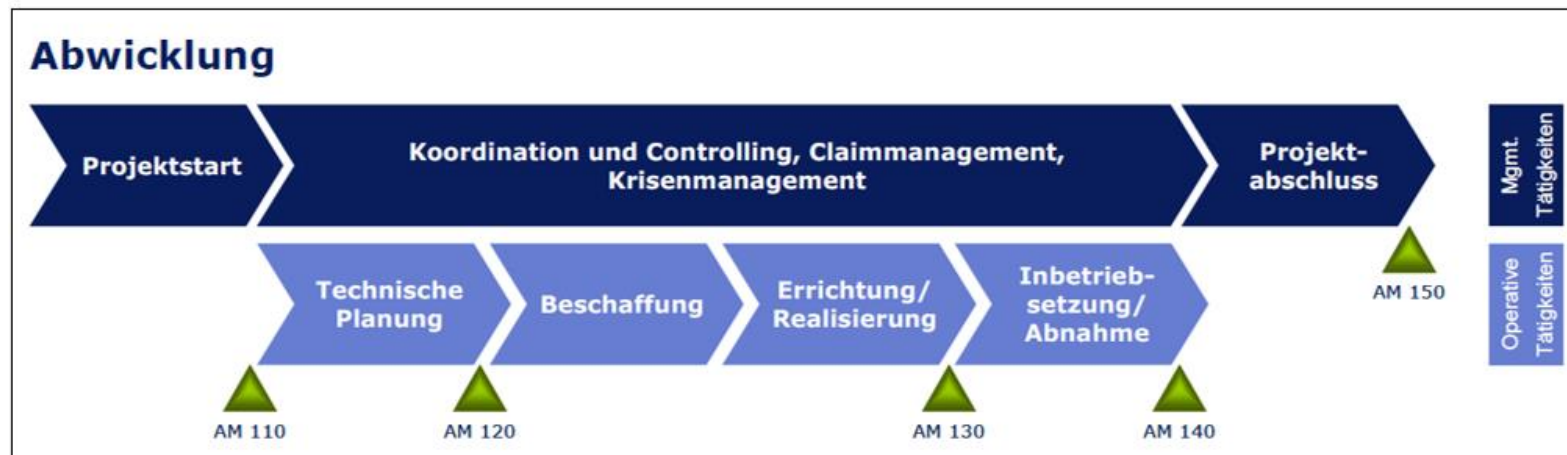 Abwicklung
Projektstart
Koordination und Controlling, Claimmanagement,
Krisenmanagement
Projekt-
abschluss
Mgmt.
Tätigkeiten
Technische
Planung
Beschaffung
Errichtung/
Realisierung
Inbetrieb-
setzung/
Abnahme
AM 150
Operative
Tätigkeiten
AM 110
AM 120
AM 130
AM 140